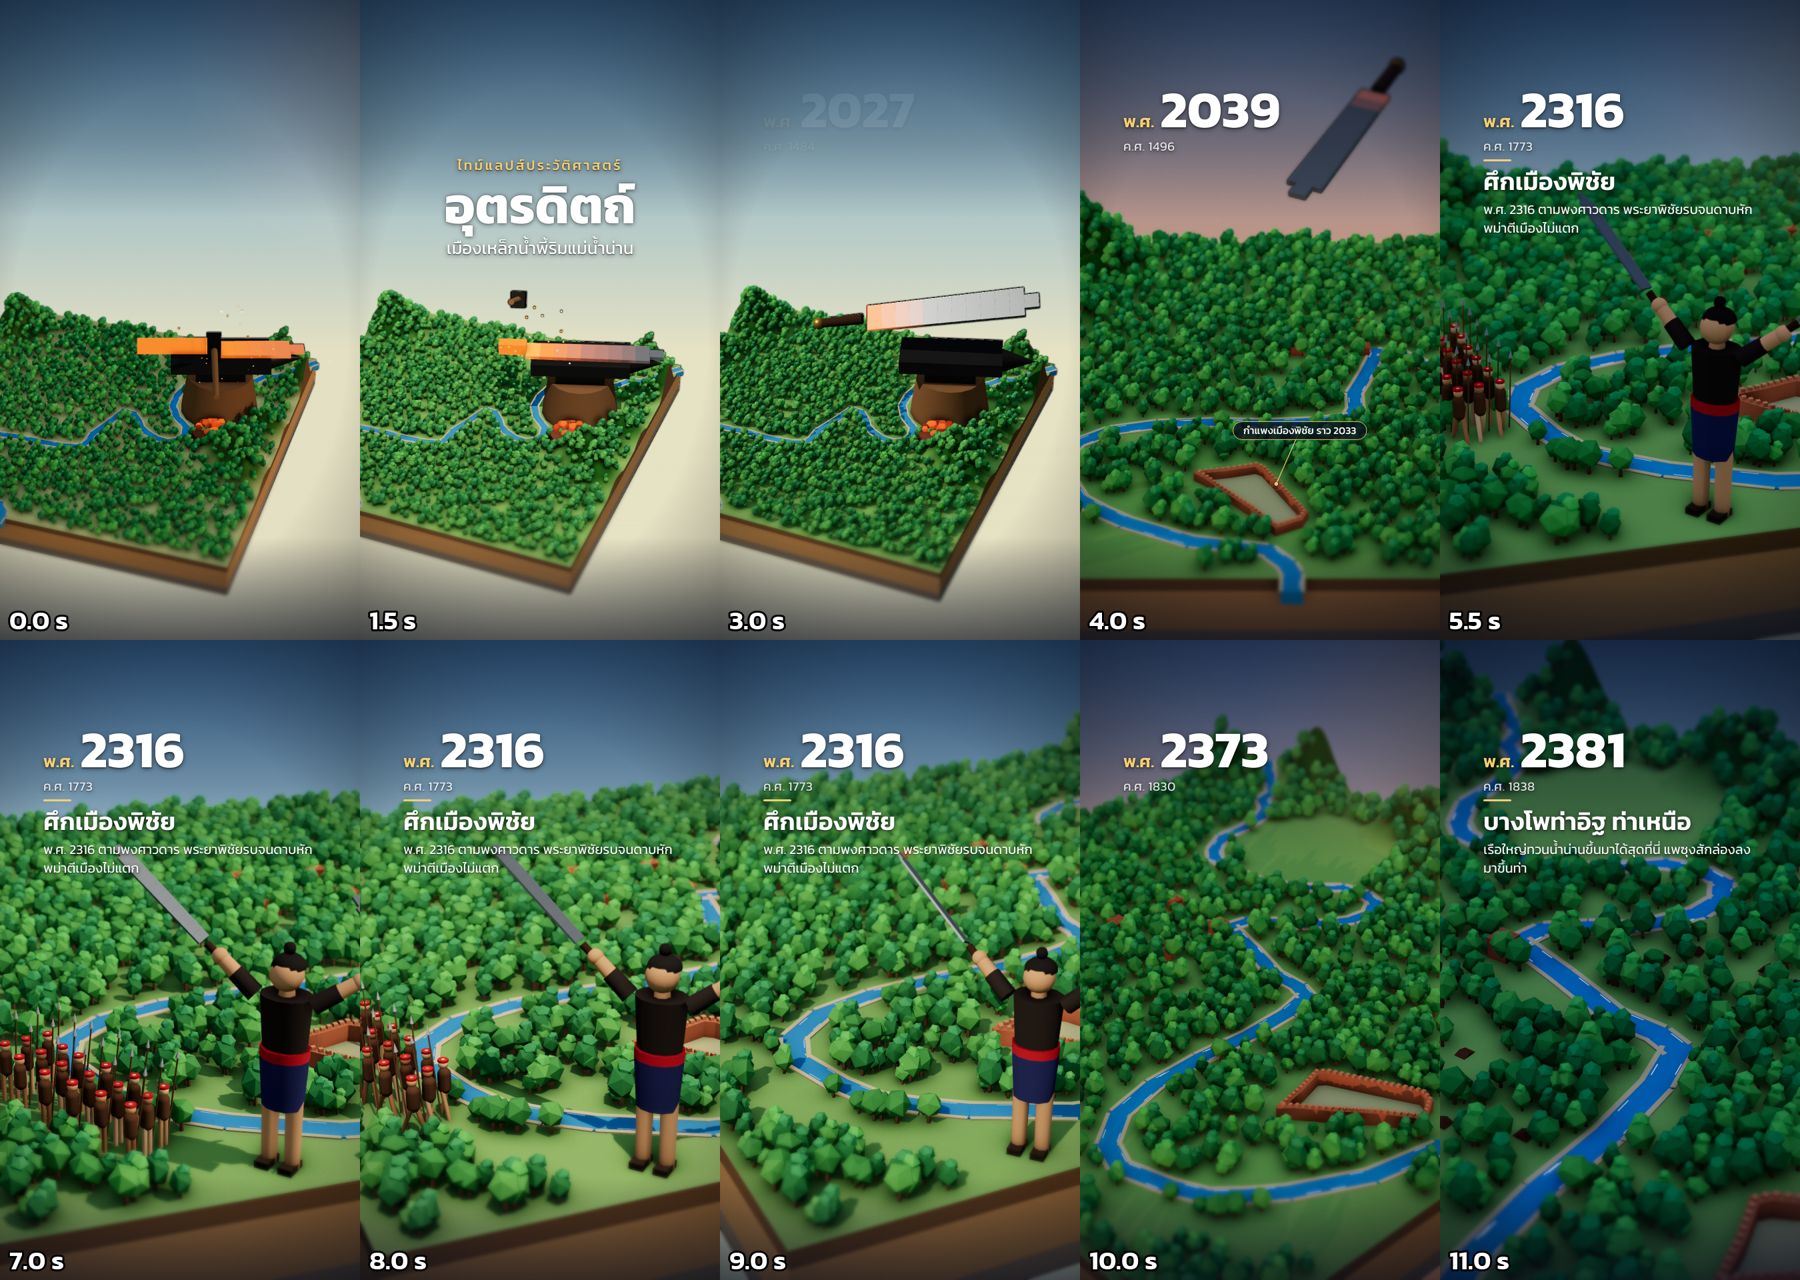 0.0 s
ไทม์แลปส์ประวัติศาสตร์
อุตรดิตถ์
เมืองเหล็กน้ำพี้ริมแม่น้ำน่าน
1.5 s
พ.ศ. 2027
ค.ศ. 1484
3.0 s
พ.ศ. 2039
ค.ศ. 1496
กำแพงเมืองพิชัย ราว 2033
4.0 s
พ.ศ. 2316
ค.ศ. 1773
ศึกเมืองพิชัย
พ.ศ. 2316 ตามพงศาวดาร พระยาพิชัยรบจนดาบหัก
พม่าตีเมืองไม่แตก
5.5 s
พ.ศ. 2316
ค.ศ. 1773
ศึกเมืองพิชัย
พ.ศ. 2316 ตามพงศาวดาร พระยาพิชัยรบจนดาบหัก
พม่าตีเมืองไม่แตก
7.0 s
พ.ศ. 2316
ค.ศ. 1773
ศึกเมืองพิชัย
พ.ศ. 2316 ตามพงศาวดาร พระยาพิชัยรบจนดาบหัก
พม่าตีเมืองไม่แตก
8.0 s
พ.ศ. 2316
ค.ศ. 1773
ศึกเมืองพิชัย
พ.ศ. 2316 ตามพงศาวดาร พระยาพิชัยรบจนดาบหัก
พม่าตีเมืองไม่แตก
9.0 s
พ.ศ. 2373
ค.ศ. 1830
10.0 s
พ.ศ. 2381
ค.ศ. 1838
บางโพท่าอิฐ ท่าเหนือ
เรือใหญ่ทวนน้ำน่านขึ้นมาได้สุดที่นี่ แพซุงสักล่องลง
มาขึ้นท่า
11.0 s